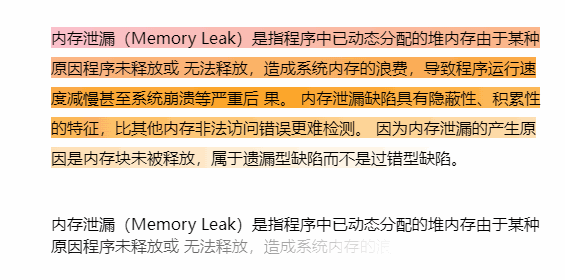 内存泄漏（Memory Leak）是指程序中已动态分配的堆内存由于某种
原因程序未释放或 无法释放，造成系统内存的浪费，导致程序运行速
度减慢甚至系统崩溃等严重后 果。 内存泄漏缺陷具有隐蔽性、积累性
的特征，比其他内存非法访问错误更难检测。 因为内存泄漏的产生原
因是内存块未被释放，属于遗漏型缺陷而不是过错型缺陷。
内存泄漏（Memory Leak）是指程序中已动态分配的堆内存由于某种
原因程序未释放或 无法释放，造成系统内存的浪